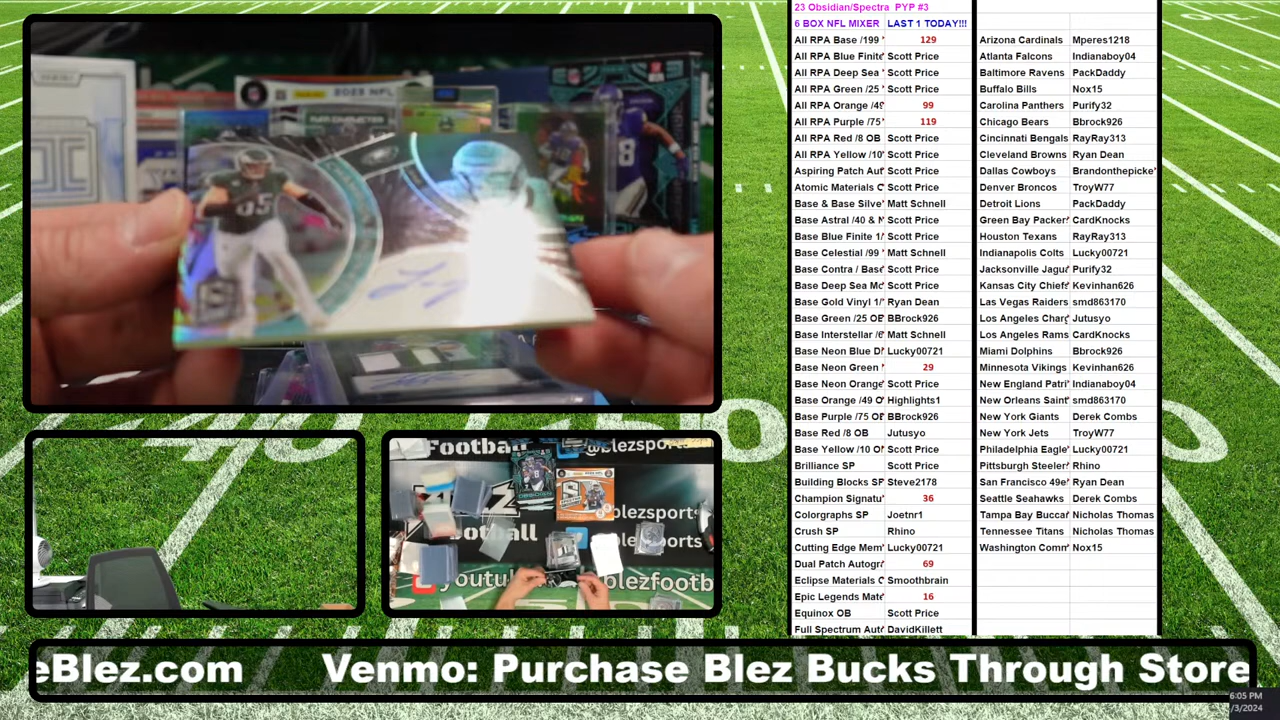 23 Obsidian/Spectra PYP #3
6 BOX NFL MIXER LAST 1 TODAY!!!
All RPA Base /199 129 Arizona Cardinals Mperes1218
All RPA Blue Finit Scott Price Atlanta Falcons Indianaboy04
All RPA Deep Sea Scott Price Baltimore Ravens PackDaddy
All RPA Green /25 Scott Price Buffalo Bills Nox15
All RPA Orange /49 99 Carolina Panthers Purify32
All RPA Purple /75 119 Chicago Bears Bbrock926
All RPA Red /8 OB Scott Price Cincinnati Bengals RayRay313
All RPA Yellow /10 Scott Price Cleveland Browns Ryan Dean
Aspiring Patch Aut Scott Price Dallas Cowboys Brandonthepicke
Atomic Materials Scott Price Denver Broncos TroyW77
Base & Base Silve Matt Schnell Detroit Lions PackDaddy
Base Astral /40 & Scott Price Green Bay Packer CardKnocks
Base Blue Finite 1/ Scott Price Houston Texans RayRay313
Base Celestial /99 Matt Schnell Indianapolis Colts Lucky00721
Base Contra / Base Scott Price Jacksonville Jagu Purify32
Base Deep Sea Scott Price Kansas City Chief Kevinhan626
Base Gold Vinyl 1/ Ryan Dean Las Vegas Raiders smd863170
Base Green /25 OB BBrock926 Los Angeles Char Jutusyo
Base Interstellar Matt Schnell Los Angeles Rams CardKnocks
Base Neon Blue Lucky00721 Miami Dolphins Bbrock926
Base Neon Green 29 Minnesota Vikings Kevinhan626
Base Neon Orange Scott Price New England Patri Indianaboy04
Base Orange /49 Highlights1 New Orleans Saint smd863170
Base Purple /75 BBrock926 New York Giants Derek Combs
Base Red /8 OB Jutusyo New York Jets TroyW77
Base Yellow /10 Scott Price Philadelphia Eagle Lucky00721
Brilliance SP Scott Price Pittsburgh Steeler Rhino
Building Blocks SP Steve2178 San Francisco 49e Ryan Dean
Champion Signatu 36 Seattle Seahawks Derek Combs
Colorgraphs SP Joetnr1 Tampa Bay Bucca Nicholas Thomas
Crush SP Rhino Tennessee Titans Nicholas Thomas
Cutting Edge Mem Lucky00721 Washington Comm Nox15
Dual Patch Autogr 69
Eclipse Materials Smoothbrain
Epic Legends Mate 16
Equinox OB Scott Price
Full Spectrum Aut DavidKillett
2023 NFL
85
8
Football @blezsports
blezsports
ootball blezsports
youtu blezfootb
eBlez.com Venmo: Purchase Blez Bucks Through Store
6:05 PM
/3/2024